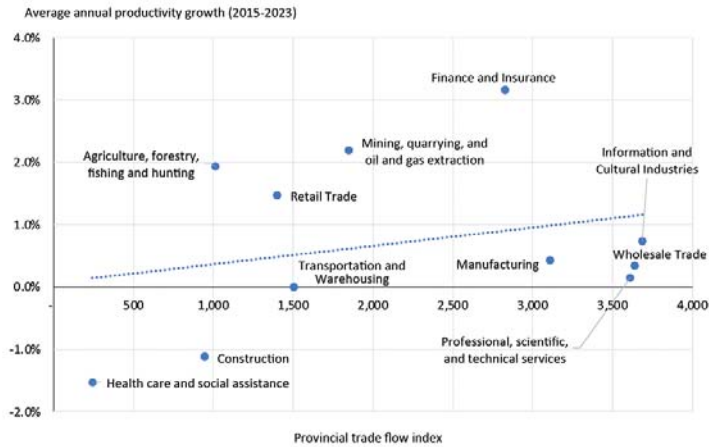 Average annual productivity growth (2015-2023)
4.0%
3.0%
2.0%
1.0%
0.0%
-1.0%
-2.0%
Finance and Insurance
Agriculture, forestry,
fishing and hunting
Mining, quarrying, and
oil and gas extraction
Information and
Cultural Industries
Retail Trade
Transportation and
Warehousing
Manufacturing
Wholesale Trade
-
500
1,000
1,500
2,000
2,500
3,000
3,500
4,000
Professional, scientific,
and technical services
Construction
Health care and social assistance
Provincial trade flow index